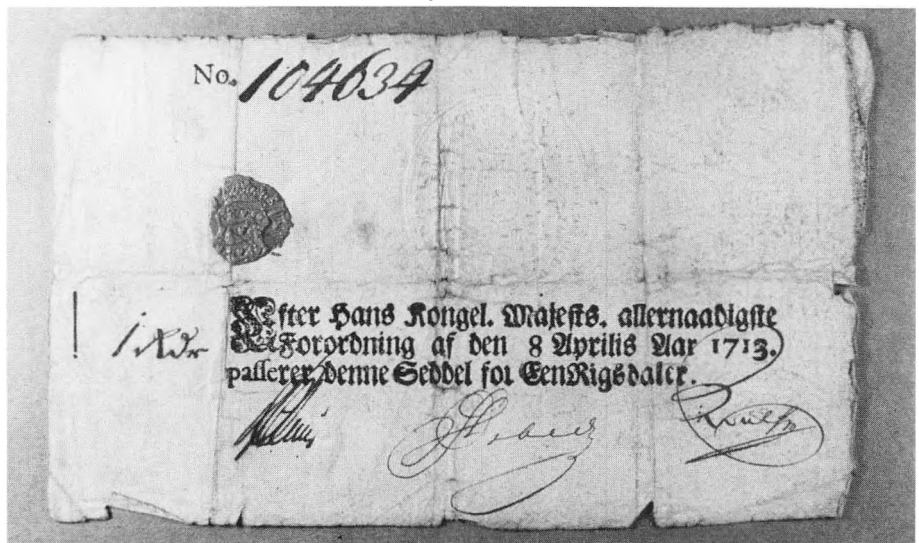 No. 104634
1 Rdr
Efter Hans Kongel. Majests. allernaadigste
Forordning af den 8 Aprilis Aar 1713.
passerer denne Seddel for Een Rigsdaler.